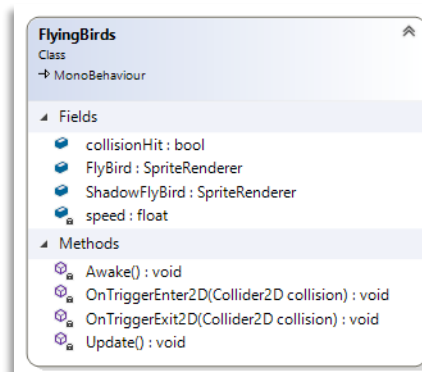 FlyingBirds
Class
MonoBehaviour
Fields
collisionHit : bool
FlyBird : SpriteRenderer
ShadowFlyBird : SpriteRenderer
speed : float
Methods
Awake() : void
OnTriggerEnter2D(Collider2D collision) : void
OnTriggerExit2D(Collider2D collision) : void
Update() : void